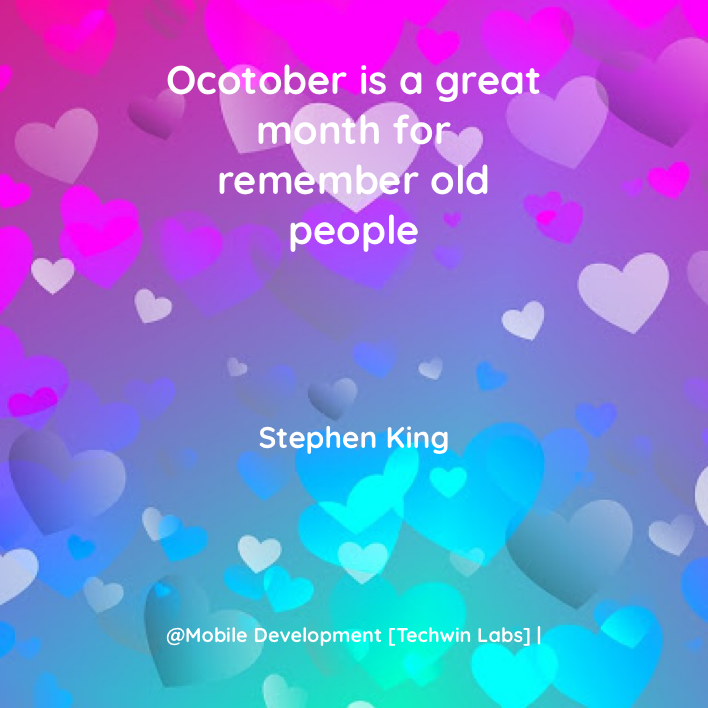 Ocotober is a great
month for
remember old
people
Stephen King
@Mobile Development [Techwin Labs] |